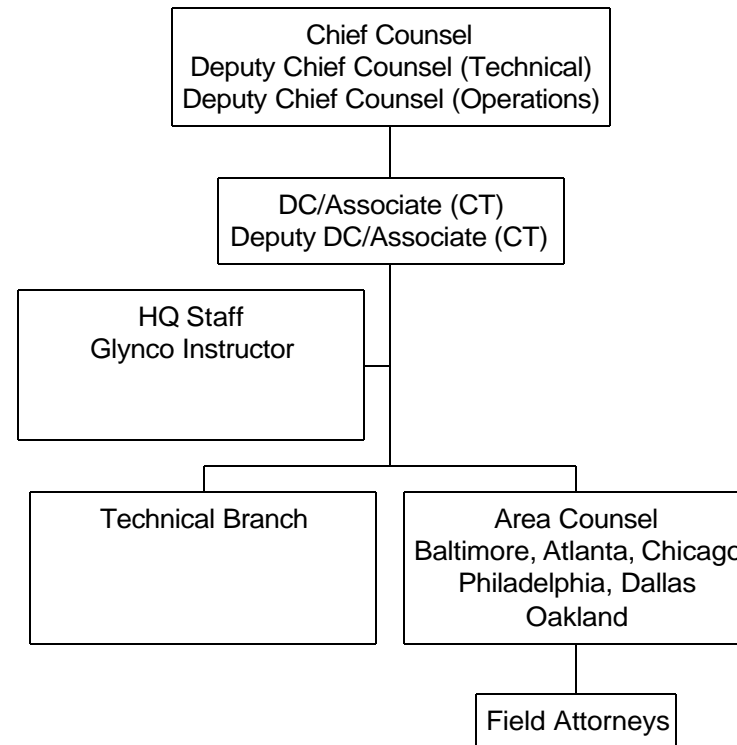 Chief Counsel
Deputy Chief Counsel (Technical)
Deputy Chief Counsel (Operations)
DC/Associate (CT)
Deputy DC/Associate (CT)
HQ Staff
Glynco Instructor
Technical Branch
Area Counsel
Baltimore, Atlanta, Chicago
Philadelphia, Dallas
Oakland
Field Attorneys